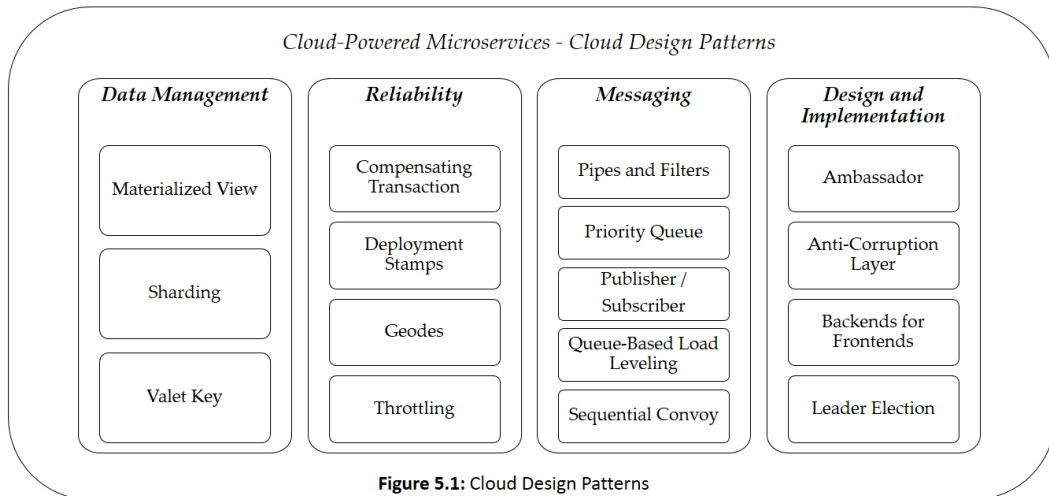 Cloud-Powered Microservices - Cloud Design Patterns
Data Management
Materialized View
Sharding
Valet Key
Reliability
Compensating
Transaction
Deployment
Stamps
Geodes
Throttling
Messaging
Pipes and Filters
Priority Queue
Publisher /
Subscriber
Queue-Based Load
Leveling
Sequential Convoy
Design and
Implementation
Ambassador
Anti-Corruption
Layer
Backends for
Frontends
Leader Election
Figure 5.1: Cloud Design Patterns